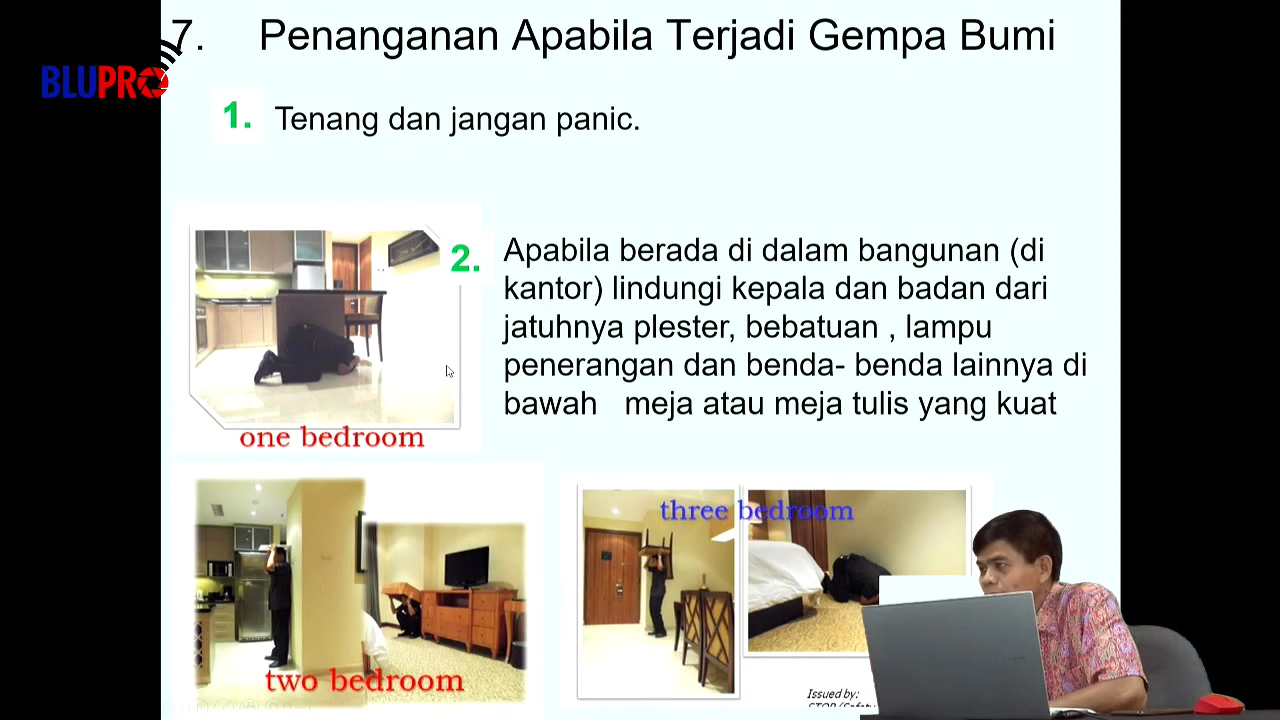 7. Penanganan Apabila Terjadi Gempa Bumi
BLUPRO
1. Tenang dan jangan panic.
2. Apabila berada di dalam bangunan (di
kantor) lindungi kepala dan badan dari
jatuhnya plester, bebatuan , lampu
penerangan dan benda- benda lainnya di
bawah meja atau meja tulis yang kuat
one bedroom
three bedroom
two bedroom
Issued by: